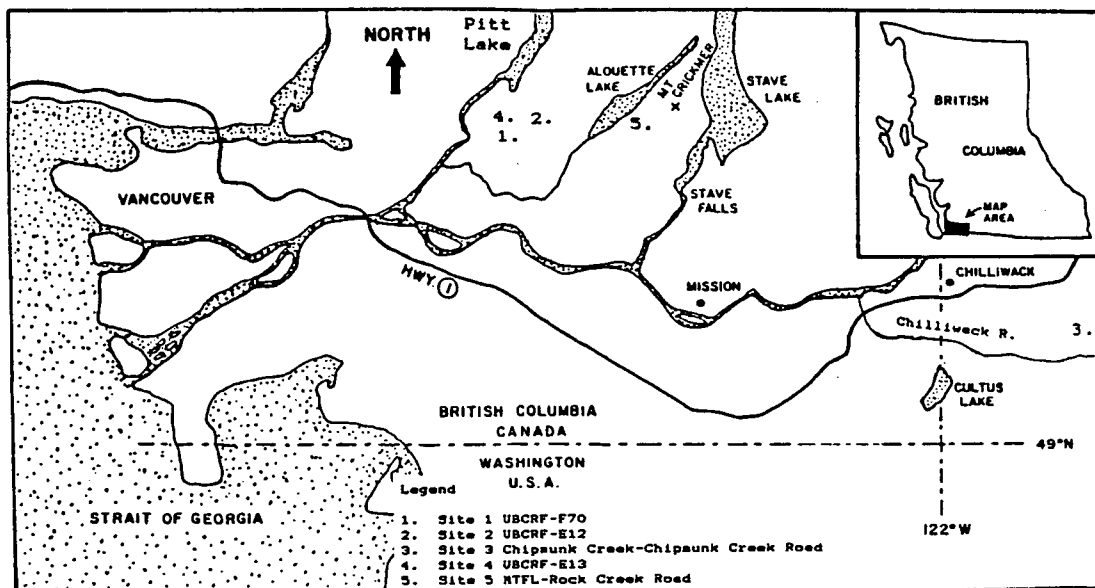 NORTH
Pitt
Lake
ALOUETTE
LAKE
MT
CRICKMER
x
STAVE
LAKE
4. 2.
1.
5.
VANCOUVER
STAVE
FALLS
BRITISH
COLUMBIA
MAP
AREA
HWY. 1
MISSION
CHILLIWACK
Chilliwack R.
3.
CULTUS
LAKE
BRITISH COLUMBIA
CANADA
49°N
WASHINGTON
U.S.A.
STRAIT OF GEORGIA
122°W
Legend
1. Site 1 UBCRF-F70
2. Site 2 UBCRF-E12
3. Site 3 Chipmunk Creek-Chipmunk Creek Road
4. Site 4 UBCRF-E13
5. Site 5 MTFL-Rock Creek Road